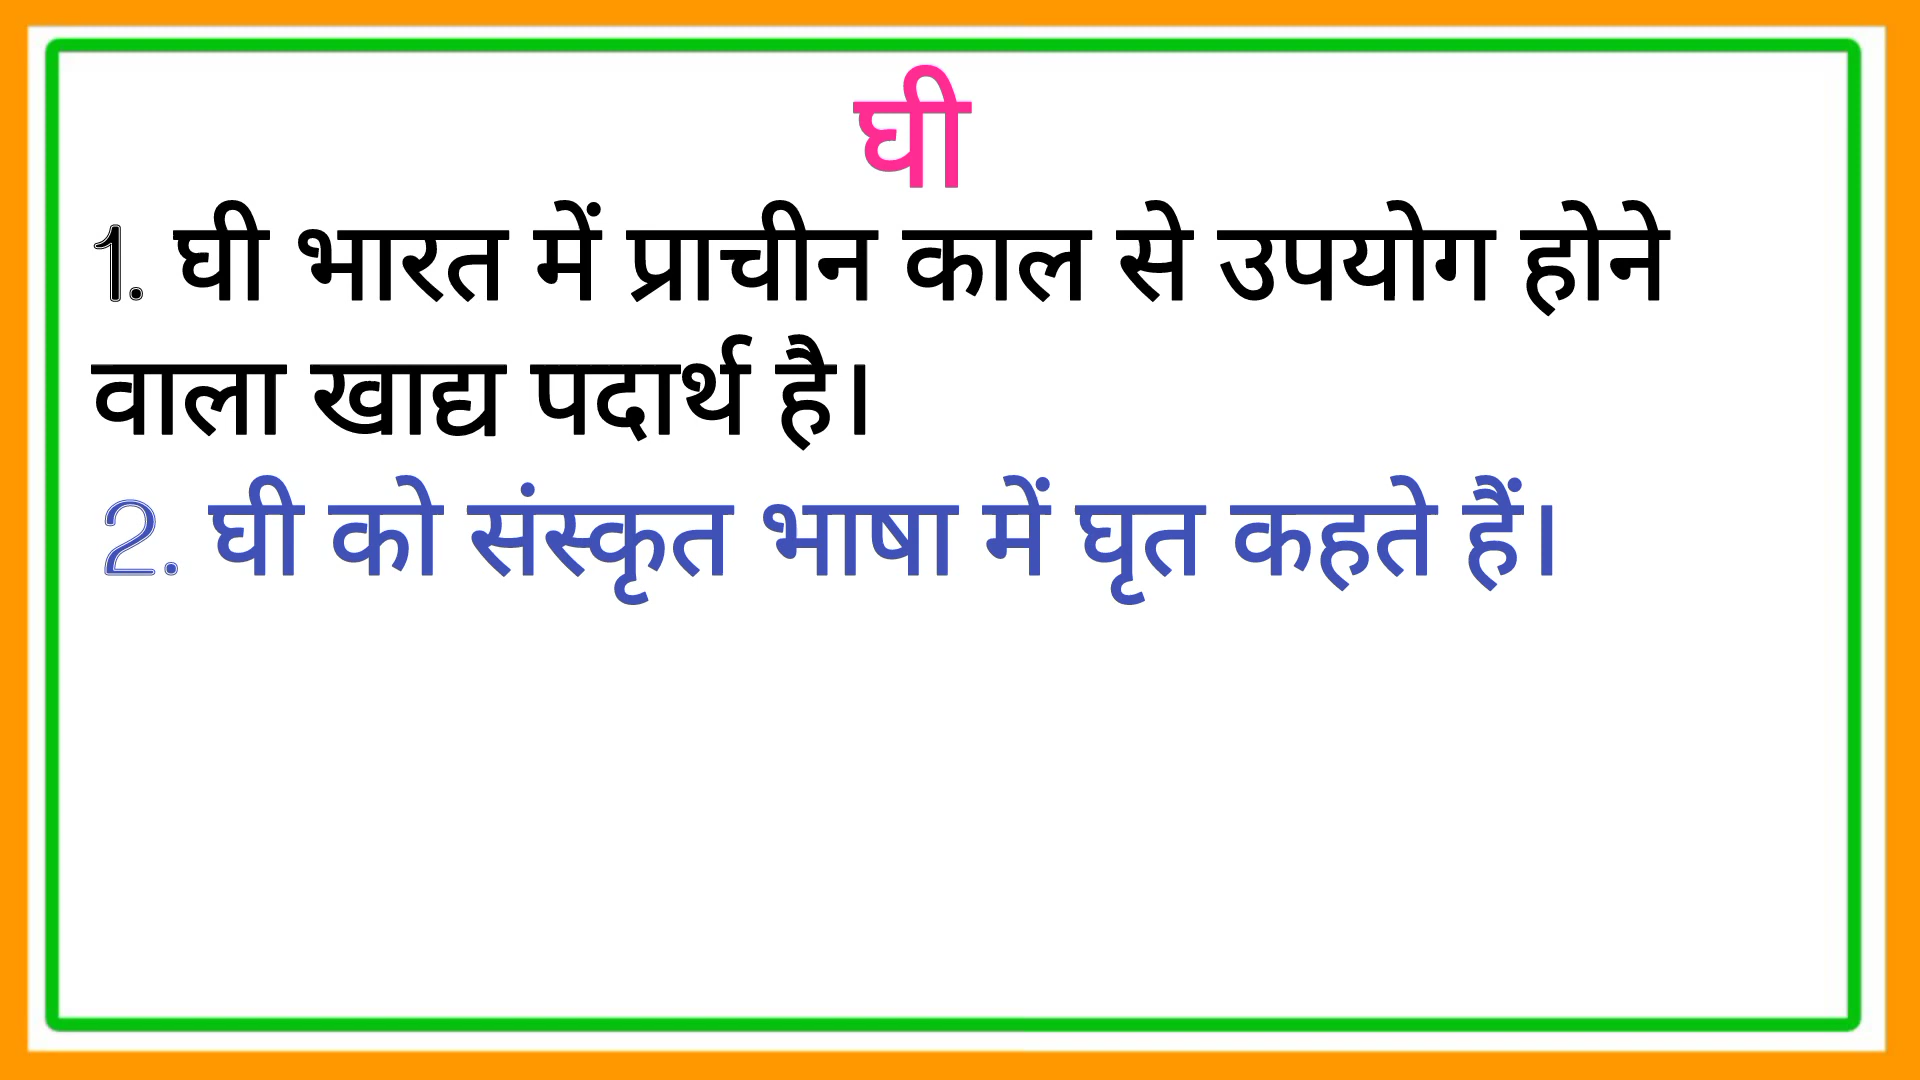 घी
1. घी भारत में प्राचीन काल से उपयोग होने
वाला खाद्य पदार्थ है।
2. घी को संस्कृत भाषा में घृत कहते हैं।